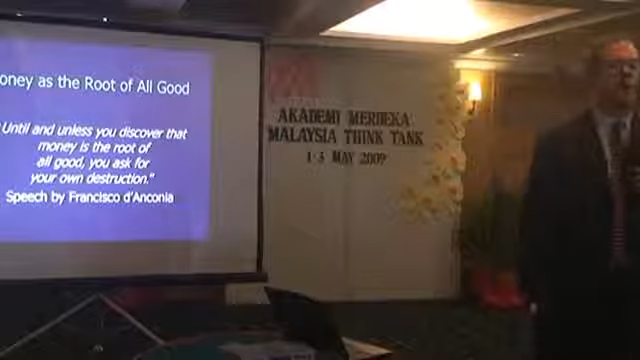 oney as the Root of All Good
Until and unless you discover that
money is the root of
all good, you ask for
your own destruction."
Speech by Francisco d'Anconia
AKADEMI MERDEKA
MALAYSIA THINK TANK
1-3 MAY 2009